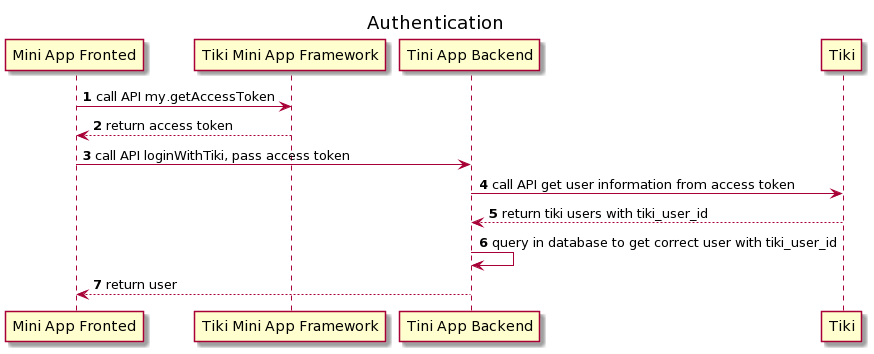 Authentication
Mini App Fronted
Tiki Mini App Framework
Tini App Backend
Tiki
1 call API my.getAccessToken
2 return access token
3 call API loginWithTiki, pass access token
4 call API get user information from access token
5 return tiki users with tiki_user_id
6 query in database to get correct user with tiki_user_id
7 return user
Mini App Fronted
Tiki Mini App Framework
Tini App Backend
Tiki